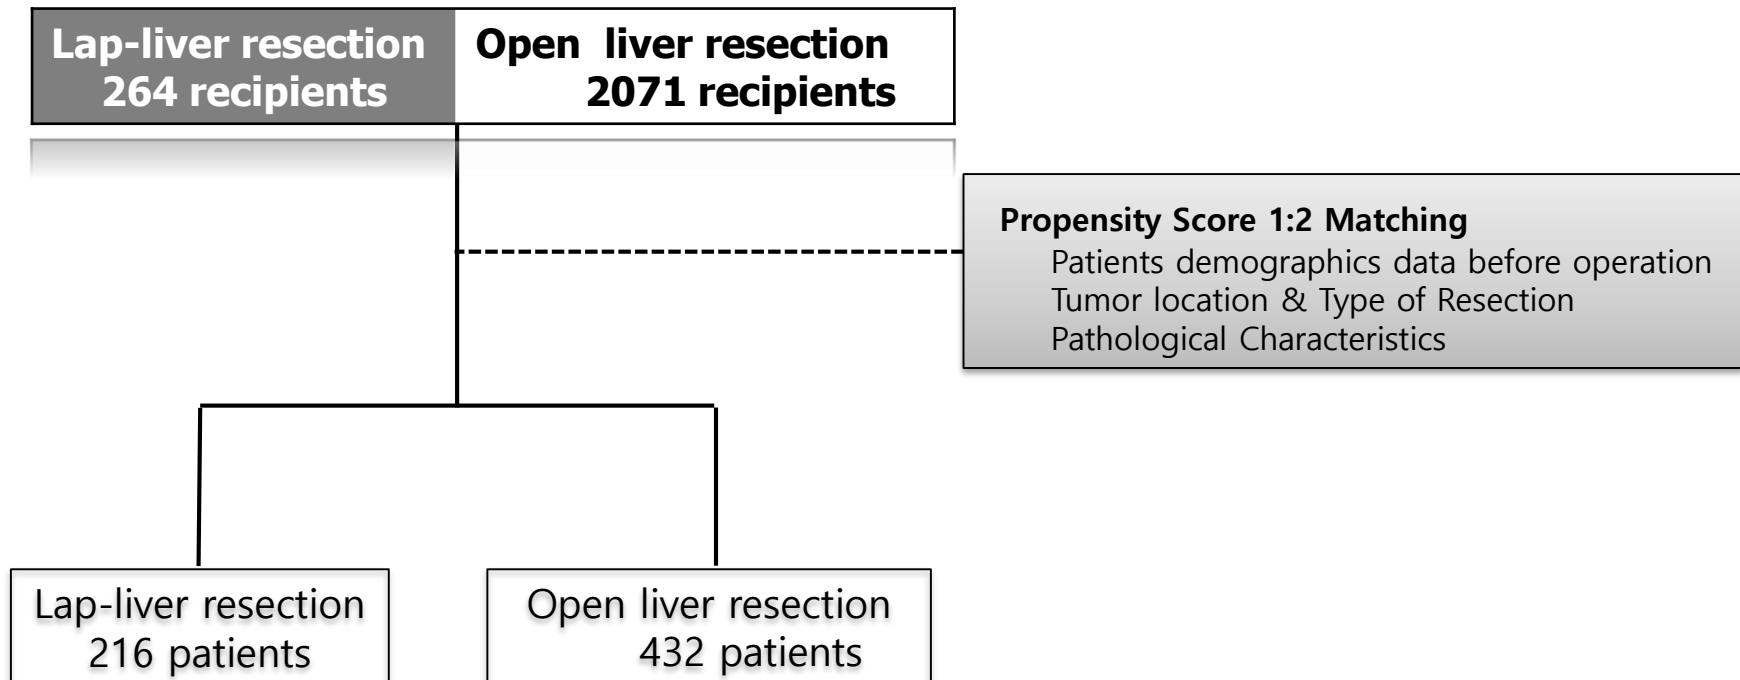 Lap-liver resection
264 recipients
Open liver resection
2071 recipients
Propensity Score 1:2 Matching
Patients demographics data before operation
Tumor location & Type of Resection
Pathological Characteristics
Lap-liver resection
216 patients
Open liver resection
432 patients